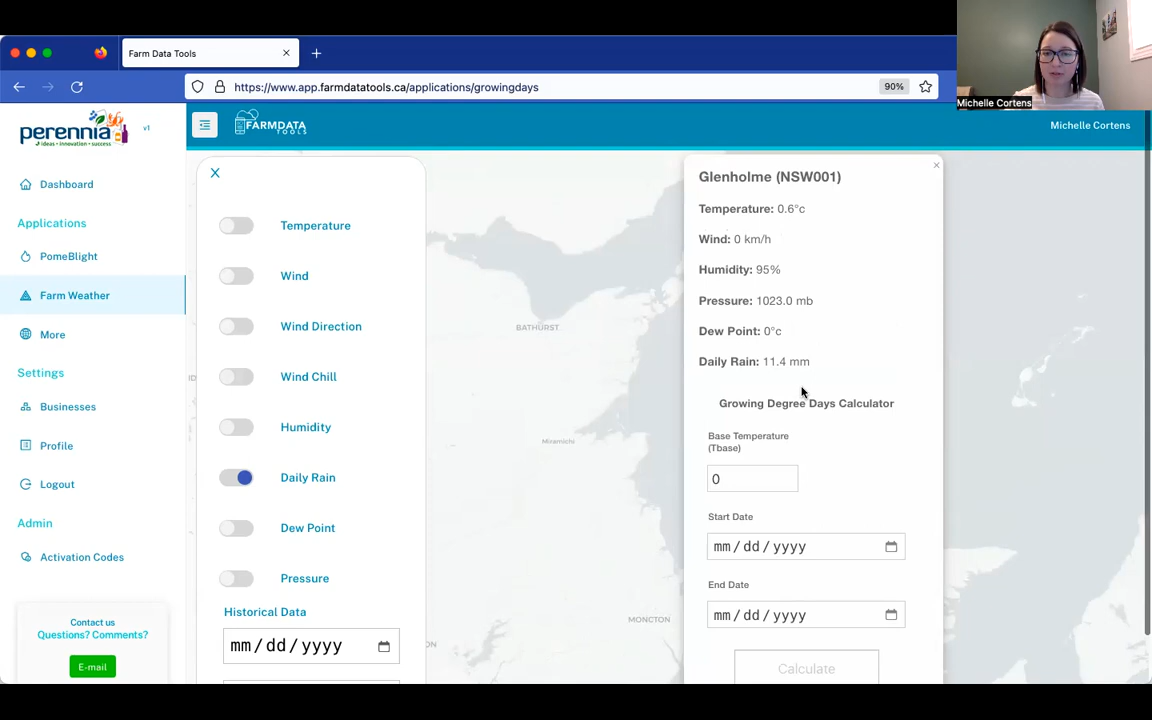 Farm Data Tools
https://www.app.farmdatatools.ca/applications/growingdays
90%
Michelle Cortens
perennia
ideas • innovation • success
v1
FARMDATA
TOOLS
Michelle Cortens
Dashboard
Applications
PomeBlight
Farm Weather
More
Settings
Businesses
Profile
Logout
Admin
Activation Codes
Contact us
Questions? Comments?
E-mail
X
Temperature
Wind
Wind Direction
Wind Chill
Humidity
Daily Rain
Dew Point
Pressure
Historical Data
mm/dd/yyyy
BATHURST
Miramichi
MONCTON
ON
Glenholme (NSW001)
×
Temperature: 0.6°c
Wind: 0 km/h
Humidity: 95%
Pressure: 1023.0 mb
Dew Point: 0°c
Daily Rain: 11.4 mm
Growing Degree Days Calculator
Base Temperature
(Tbase)
0
Start Date
mm/dd/yyyy
End Date
mm/dd/yyyy
Calculate